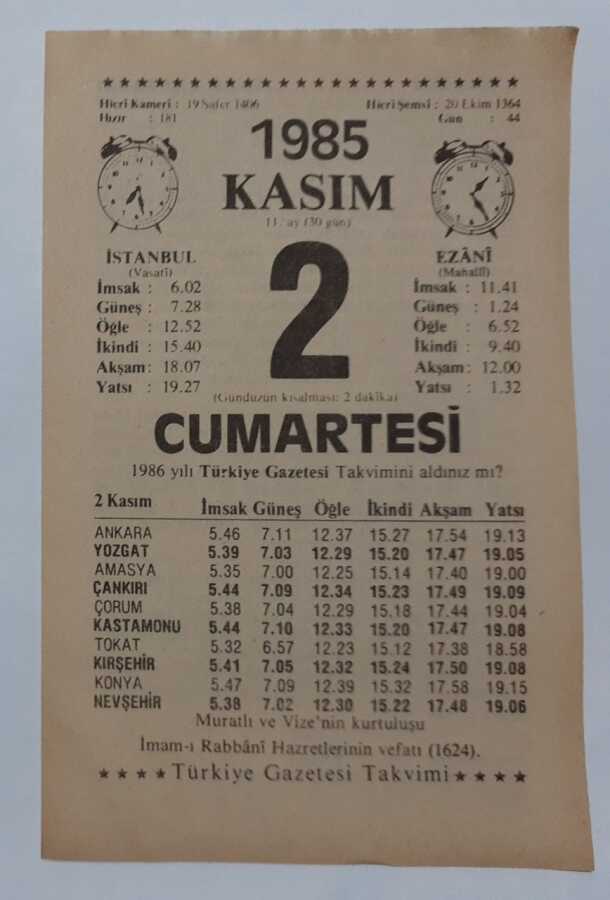 Hicrî Kamerî : 19 Safer 1406 Hicrî Şemsî : 20 Ekim 1364
Hızır : 181 Gün : 44
1985
KASIM
11. ay (30 gün)
2
İSTANBUL
(Vasatî)
İmsak : 6.02
Güneş : 7.28
Öğle : 12.52
İkindi : 15.40
Akşam : 18.07
Yatsı : 19.27
EZÂNÎ
(Mahallî)
İmsak : 11.41
Güneş : 1.24
Öğle : 6.52
İkindi : 9.40
Akşam : 12.00
Yatsı : 1.32
(Gündüzün kısalması: 2 dakika)
CUMARTESİ
1986 yılı Türkiye Gazetesi Takvimini aldınız mı?
2 Kasım İmsak Güneş Öğle İkindi Akşam Yatsı
ANKARA 5.46 7.11 12.37 15.27 17.54 19.13
YOZGAT 5.39 7.03 12.29 15.20 17.47 19.05
AMASYA 5.35 7.00 12.25 15.14 17.40 19.00
ÇANKIRI 5.44 7.09 12.34 15.23 17.49 19.09
ÇORUM 5.38 7.04 12.29 15.18 17.44 19.04
KASTAMONU 5.44 7.10 12.33 15.20 17.47 19.08
TOKAT 5.32 6.57 12.23 15.12 17.38 18.58
KIRŞEHİR 5.41 7.05 12.32 15.24 17.50 19.08
KONYA 5.47 7.09 12.39 15.32 17.58 19.15
NEVŞEHİR 5.38 7.02 12.30 15.22 17.48 19.06
Muratlı ve Vize'nin kurtuluşu
İmam-ı Rabbânî Hazretlerinin vefatı (1624).
★ ★ ★ ★ Türkiye Gazetesi Takvimi ★ ★ ★ ★